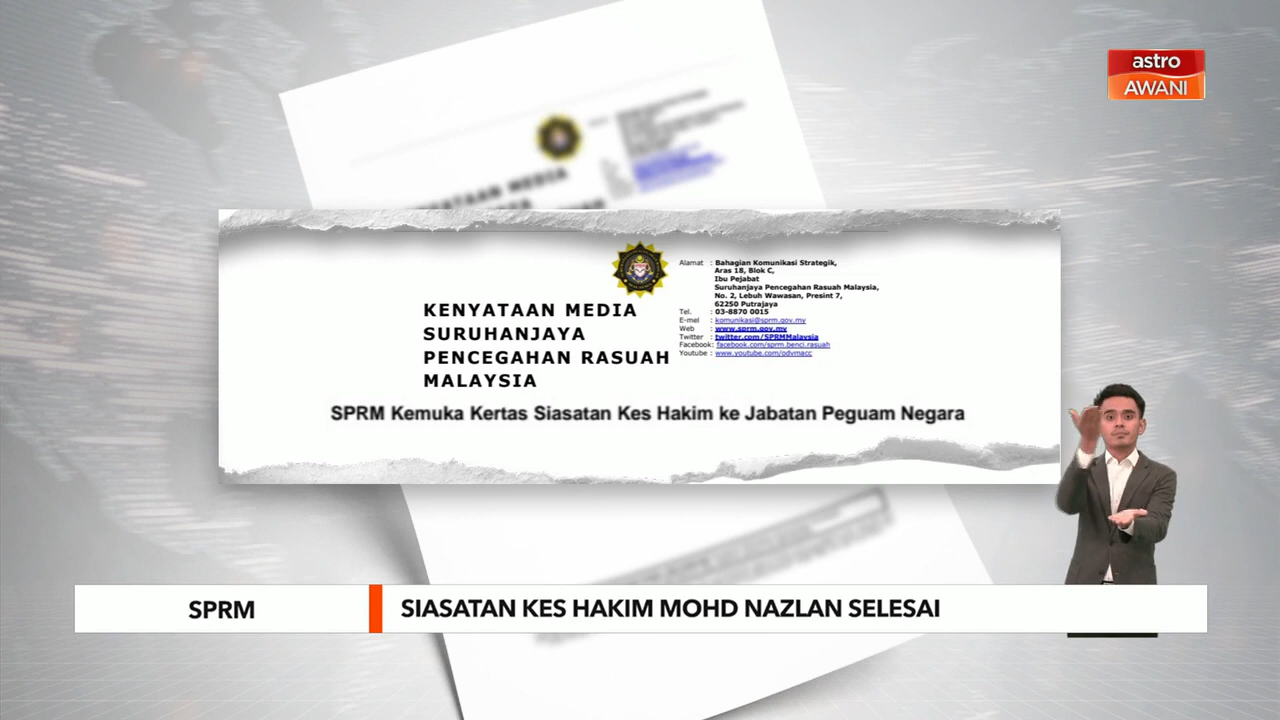 astro
AWANI
KENYATAAN MEDIA
SURUHANJAYA
PENCEGAHAN RASUAH
MALAYSIA
Alamat : Bahagian Komunikasi Strategik,
Aras 18, Blok C,
Ibu Pejabat
Suruhanjaya Pencegahan Rasuah Malaysia,
No. 2, Lebuh Wawasan, Presint 7,
62250 Putrajaya
Tel. : 03-8870 0015
E-mel : komunikasi@sprm.gov.my
Web : www.sprm.gov.my
Twitter : twitter.com/SPRMMalaysia
Facebook: facebook.com/sprm.benci.rasuah
Youtube : www.youtube.com/odvmacc
SPRM Kemuka Kertas Siasatan Kes Hakim ke Jabatan Peguam Negara
SPRM
SIASATAN KES HAKIM MOHD NAZLAN SELESAI